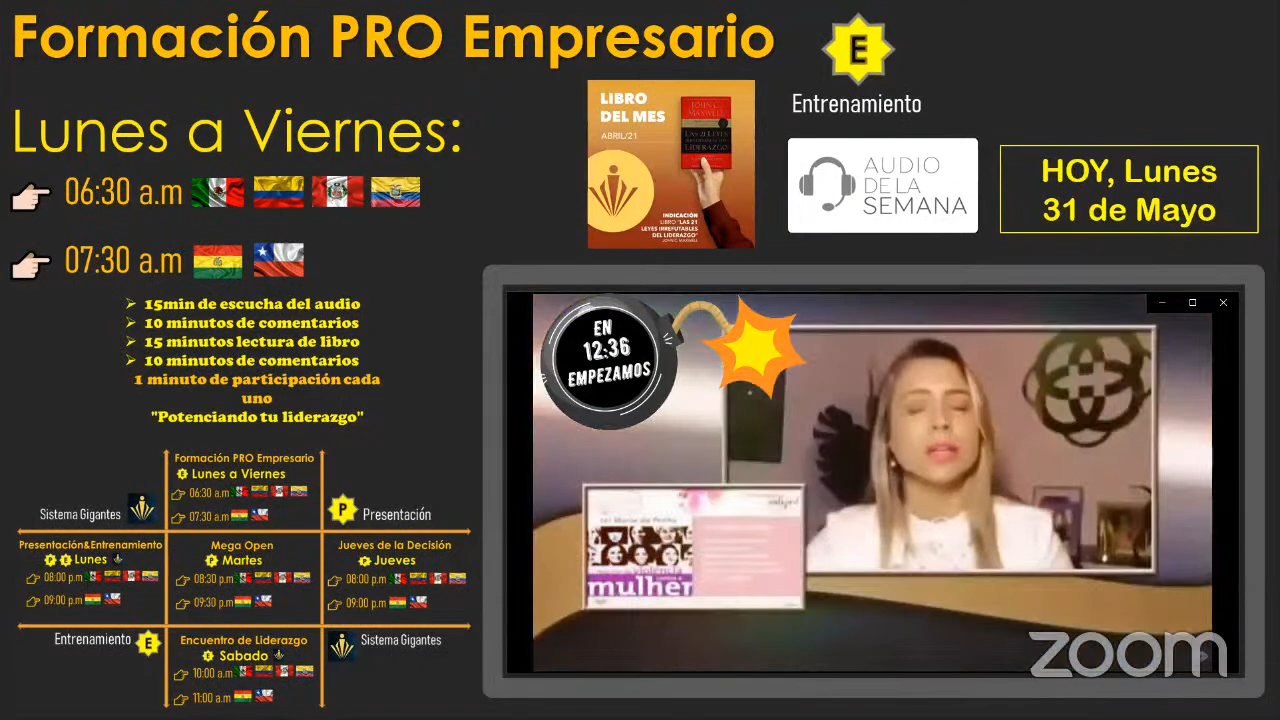 Formación PRO Empresario
E
Entrenamiento
Lunes a Viernes:
06:30 a.m
07:30 a.m
LIBRO
DEL MES
ABRIL/21
JOHN C.
MAXWELL
LAS 21 LEYES
IRREFUTABLES
LIDERAZGO
INDICACIÓN
LIBRO "LAS 21
LEYES IRREFUTABLES
DEL LIDERAZGO"
JOHN C. MAXWELL
AUDIO
DE LA
SEMANA
HOY, Lunes
31 de Mayo
15min de escucha del audio
10 minutos de comentarios
15 minutos lectura de libro
10 minutos de comentarios
1 minuto de participación cada
uno
"Potenciando tu liderazgo"
EN
12:36
EMPEZAMOS
mulher
zoom
Formación PRO Empresario
E Lunes a Viernes
06:30 a.m
07:30 a.m
Sistema Gigantes
P Presentación
Presentación&Entrenamiento
P E Lunes
08:00 p.m
09:00 p.m
Mega Open
P Martes
08:30 p.m
09:30 p.m
Jueves de la Decisión
P Jueves
08:00 p.m
09:00 p.m
Entrenamiento E
Encuentro de Liderazgo
E Sabado
10:00 a.m
11:00 a.m
Sistema Gigantes